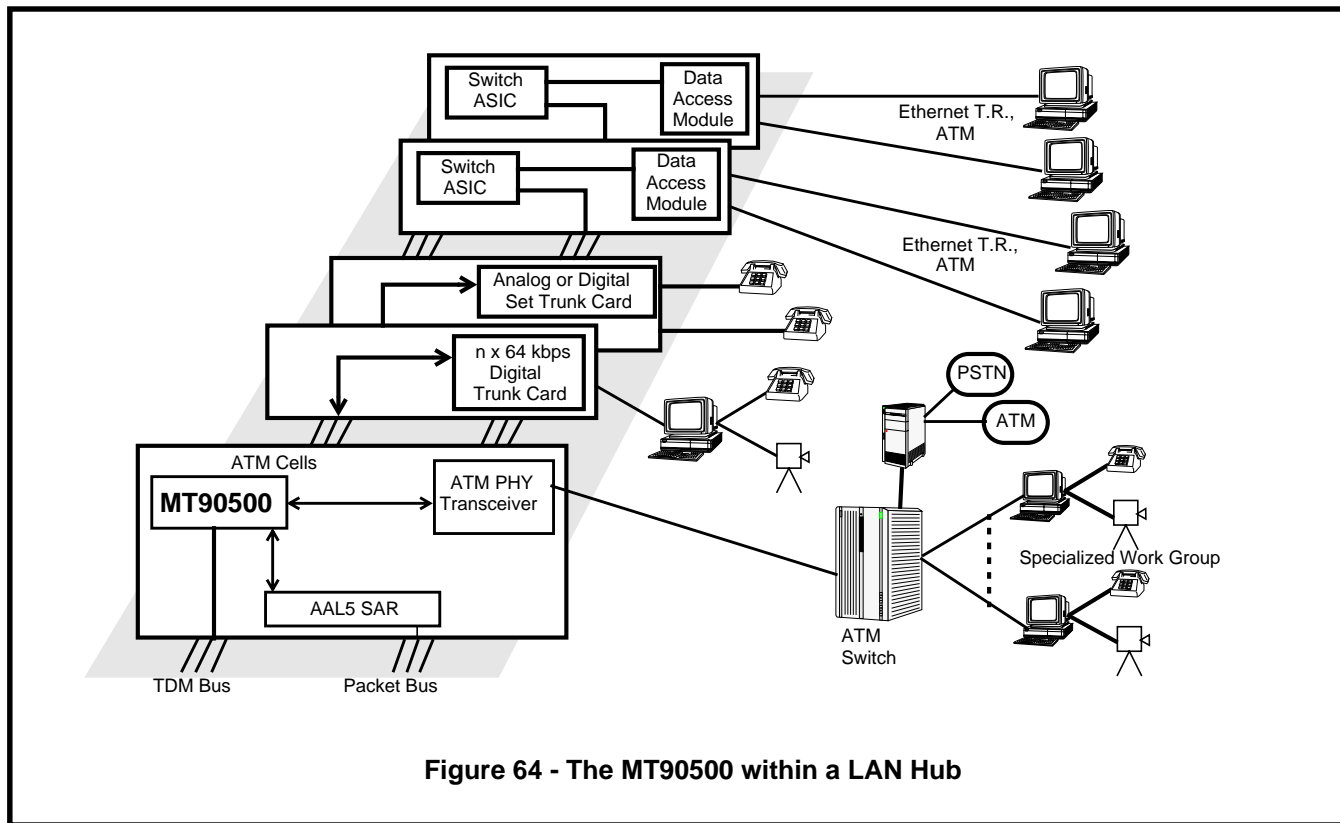 Switch
ASIC
Data
Access
Module
Ethernet T.R.,
ATM
Switch
ASIC
Data
Access
Module
Ethernet T.R.,
ATM
Analog or Digital
Set Trunk Card
n x 64 kbps
Digital
Trunk Card
PSTN
ATM
ATM Cells
MT90500
ATM PHY
Transceiver
AAL5 SAR
Specialized Work Group
ATM
Switch
TDM Bus
Packet Bus
Figure 64 - The MT90500 within a LAN Hub